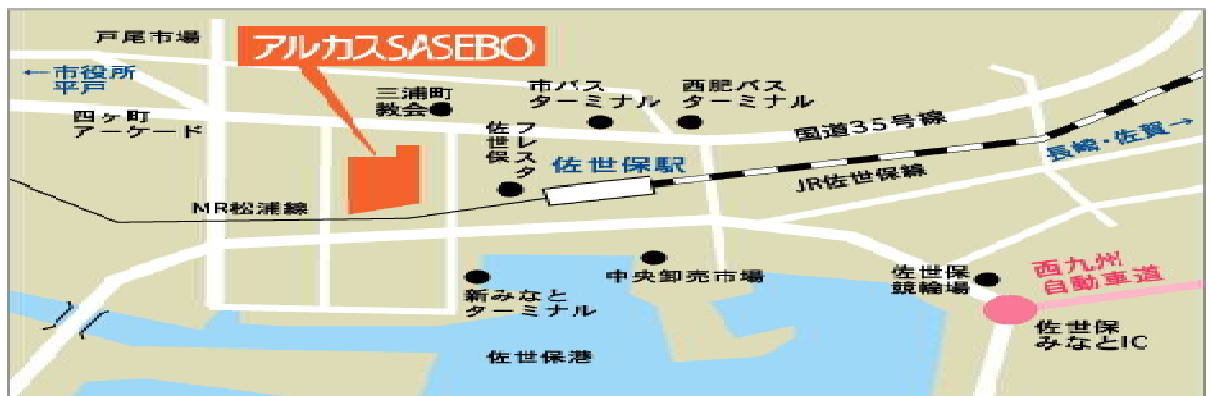 戸尾市場
アルカスSASEBO
←市役所
平戸
四ヶ町
アーケード
三浦町
教会
市バス
ターミナル
西肥バス
ターミナル
国道35号線
フレスタ
佐世保
佐世保駅
長崎・佐賀→
JR佐世保線
MR松浦線
中央卸売市場
新みなと
ターミナル
佐世保
競輪場
西九州
自動車道
佐世保
みなとIC
佐世保港